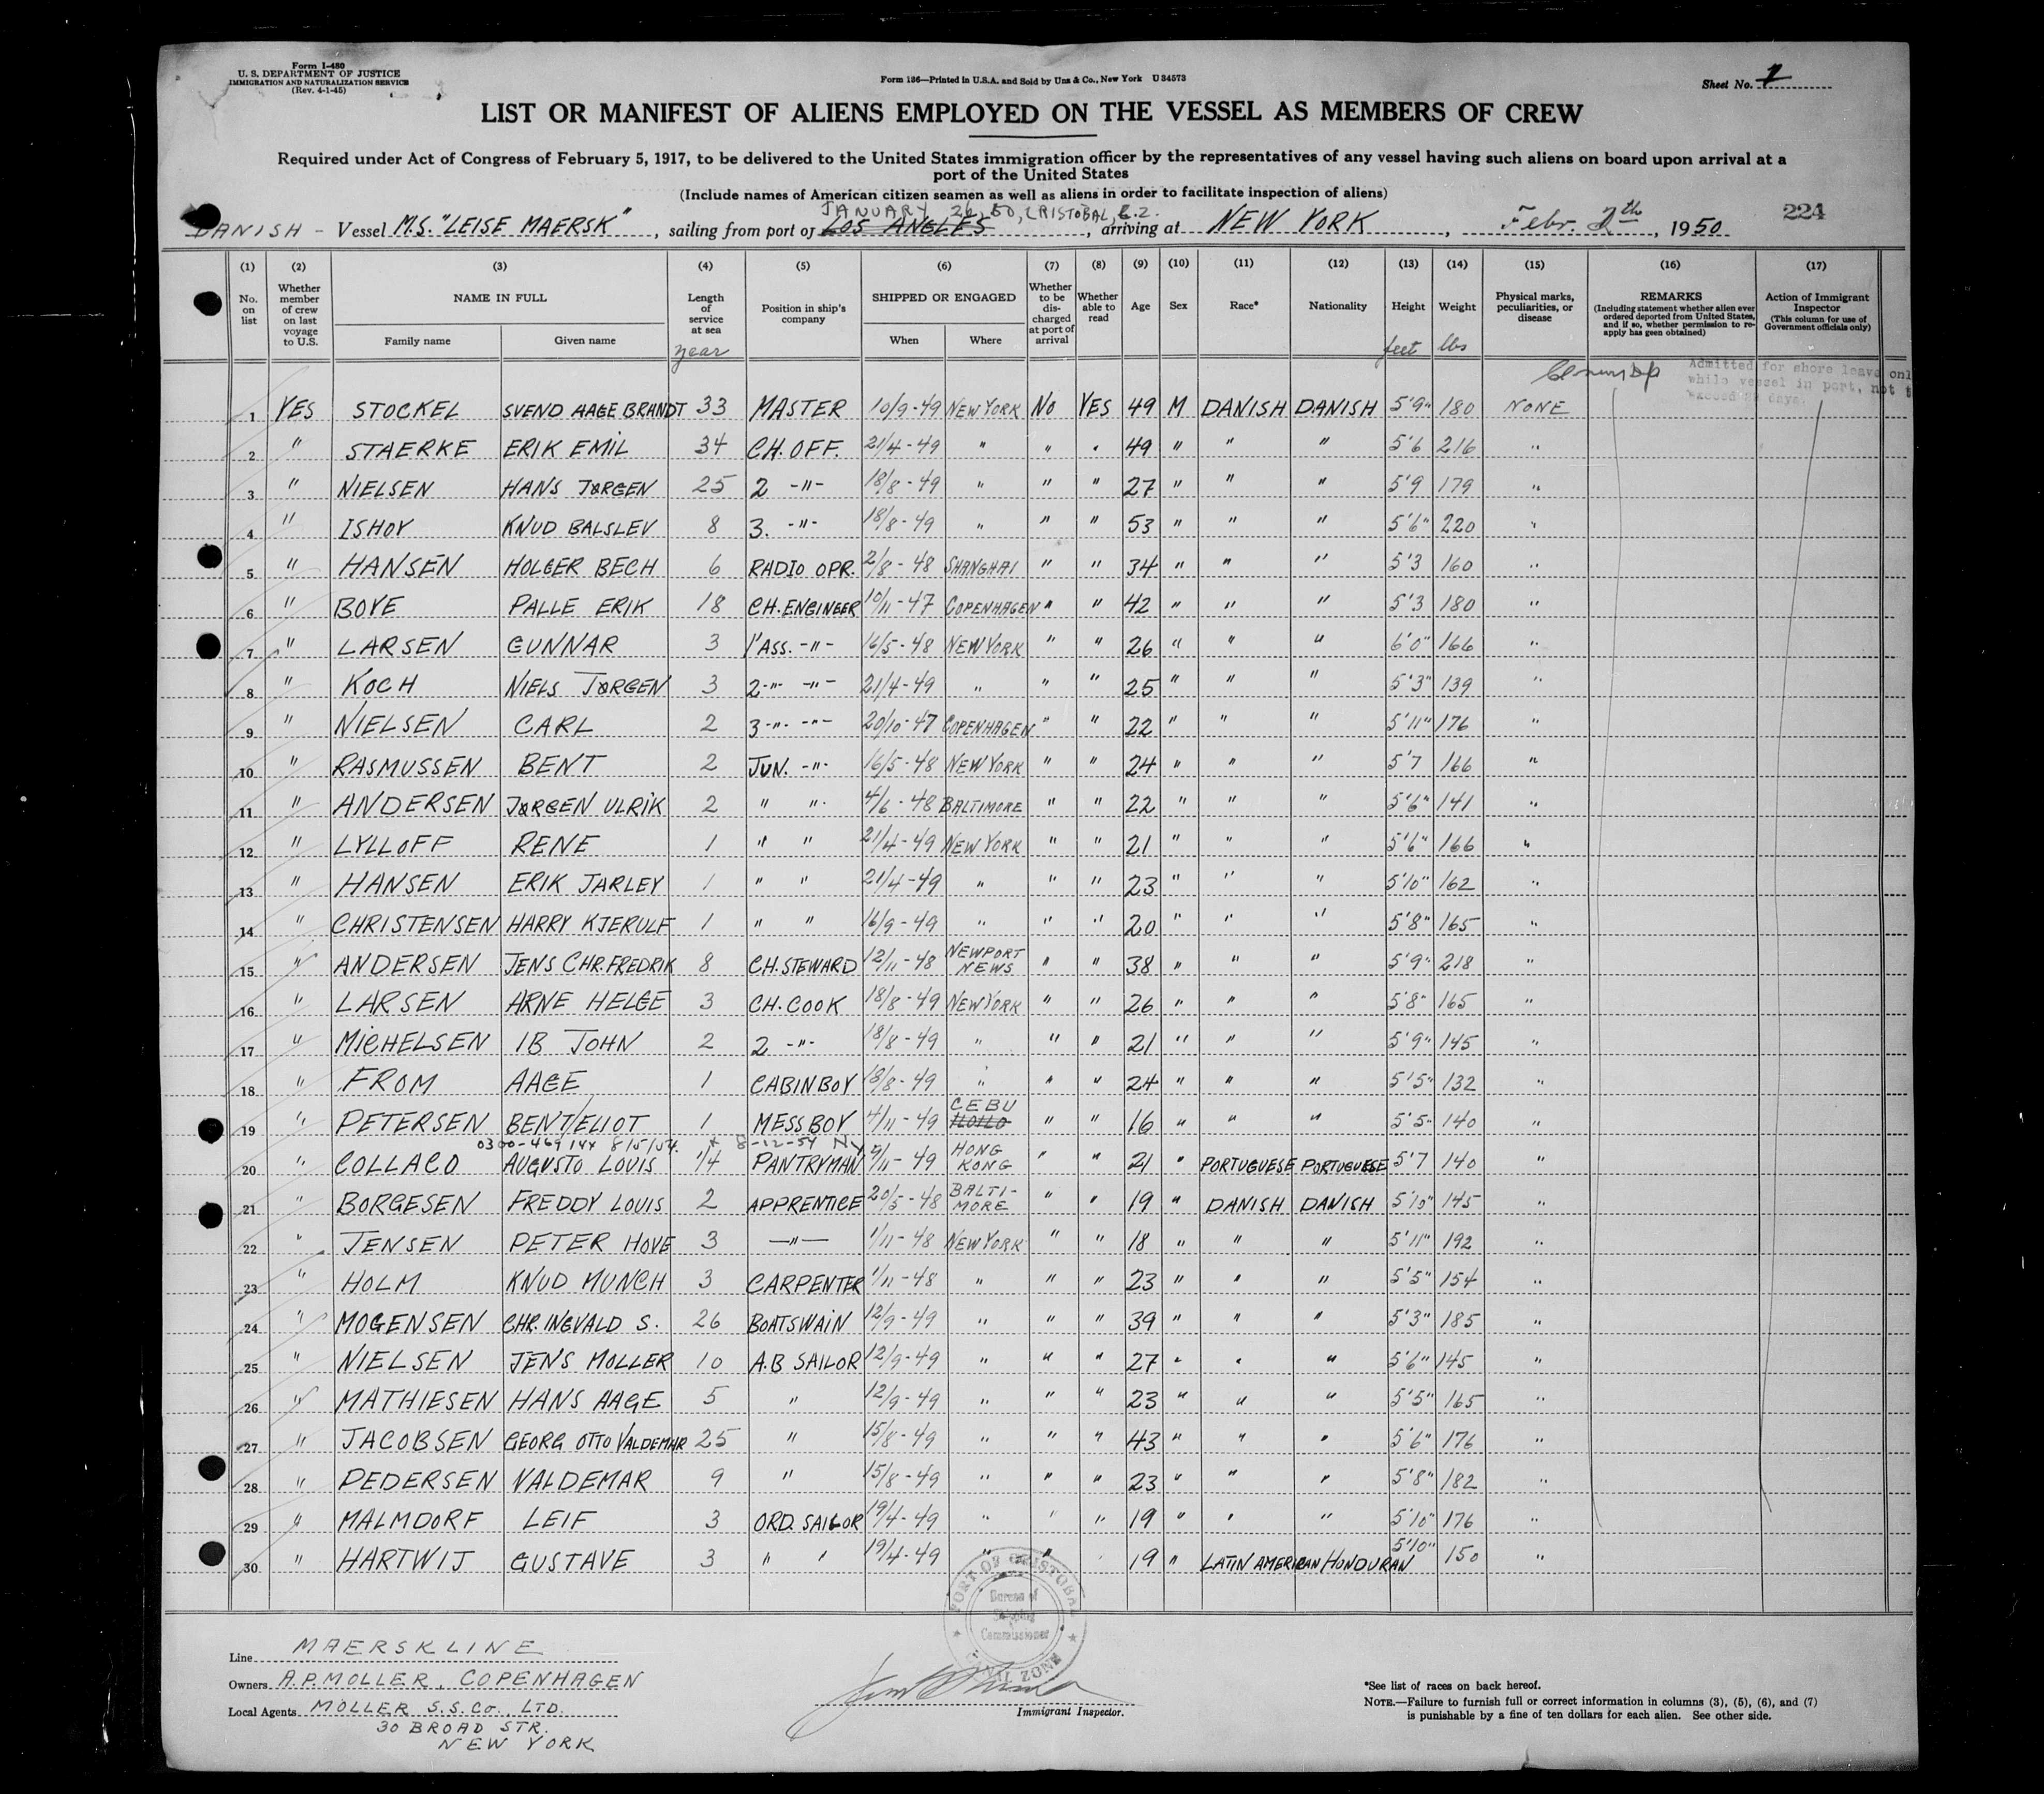 Form I-480
U. S. DEPARTMENT OF JUSTICE
IMMIGRATION AND NATURALIZATION SERVICE
(Rev. 4-1-45)
Form 136—Printed in U.S.A. and Sold by Unz & Co., New York U 34573
Sheet No. 1
LIST OR MANIFEST OF ALIENS EMPLOYED ON THE VESSEL AS MEMBERS OF CREW
Required under Act of Congress of February 5, 1917, to be delivered to the United States immigration officer by the representatives of any vessel having such aliens on board upon arrival at a
port of the United States
(Include names of American citizen seamen as well as aliens in order to facilitate inspection of aliens)
JANUARY 26, 50, CRISTOBAL, C.Z.
DANISH - Vessel M.S. "LEISE MAERSK", sailing from port of LOS ANGLES, arriving at NEW YORK, Febr. 2th, 1950
224
(1) (2) (3) (4) (5) (6) (7) (8) (9) (10) (11) (12) (13) (14) (15) (16) (17)
No. on list
Whether member of crew on last voyage to U.S.
NAME IN FULL
Family name Given name
Length of service at sea
year
Position in ship's company
SHIPPED OR ENGAGED
When Where
Whether to be discharged at port of arrival
Whether able to read
Age
Sex
Race*
Nationality
Height
feet
Weight
lbs
Physical marks, peculiarities, or disease
REMARKS
(Including statement whether alien ever ordered deported from United States, and if so, whether permission to re-apply has geen obtained)
Action of Immigrant Inspector
(This column for use of Government officials only)
Admitted for shore leave onl
while vessel in port, not t
exceed 29 days.
1 YES STOCKEL SVEND AAGE BRANDT 33 MASTER 10/9-49 NEW YORK NO YES 49 M DANISH DANISH 5'9" 180 NONE
2 " STAERKE ERIK EMIL 34 CH. OFF. 21/4-49 " " " 49 " " " 5'6 216 "
3 " NIELSEN HANS JØRGEN 25 2 -"- 18/8-49 " " " 27 " " " 5'9 179 "
4 " ISHOY KNUD BALSLEV 8 3. -"- 18/8-49 " " " 53 " " " 5'6" 220 "
5 " HANSEN HOLGER BECH 6 RADIO OPR. 2/8-48 SHANGHAI " " 34 " " " 5'3 160 "
6 " BOYE PALLE ERIK 18 CH. ENGINEER 10/11-47 COPENHAGEN " " 42 " " " 5'3 180 "
7 " LARSEN GUNNAR 3 1' ASS. -"- 16/5-48 NEW YORK " " 26 " " " 6'0" 166 "
8 " KOCH NIELS JØRGEN 3 2-"- -"- 21/4-49 " " " 25 " " " 5'3" 139 "
9 " NIELSEN CARL 2 3-"- -"- 20/10-47 COPENHAGEN " " 22 " " " 5'11" 176 "
10 " RASMUSSEN BENT 2 JUN. -"- 16/5-48 NEW YORK " " 24 " " " 5'7 166 "
11 " ANDERSEN JØRGEN ULRIK 2 " " 4/6-48 BALTIMORE " " 22 " " " 5'6" 141 "
12 " LYLLOFF RENE 1 " " 21/4-49 NEW YORK " " 21 " " " 5'6" 166 "
13 " HANSEN ERIK JARLEY 1 " " 21/4-49 " " " 23 " " " 5'10" 162 "
14 " CHRISTENSEN HARRY KJERULF 1 " " 16/9-49 " " " 20 " " " 5'8" 165 "
15 " ANDERSEN JENS CHR. FREDRIK 8 CH. STEWARD 12/11-48 NEWPORT NEWS " " 38 " " " 5'9" 218 "
16 " LARSEN ARNE HELGE 3 CH. COOK 18/8-49 NEW YORK " " 26 " " " 5'8" 165 "
17 " MICHELSEN IB JOHN 2 2 -"- 18/8-49 " " " 21 " " " 5'9" 145 "
18 " FROM AAGE 1 CABINBOY 18/8-49 " " " 24 " " " 5'5" 132 "
19 " PETERSEN BENT/ELIOT 1 MESSBOY 4/11-49 CEBU ILOILO " " 16 " " " 5'5" 140 "
0300-46914x 8/5/54. 8-12-54 NY
20 " COLLACO AUGUSTO LOUIS 1/4 PANTRYMAN 9/11-49 HONG KONG " " 21 " PORTUGUESE PORTUGUESE 5'7 140 "
21 " BORGESEN FREDDY LOUIS 2 APPRENTICE 20/5-48 BALTI-MORE " " 19 " DANISH DANISH 5'10" 145 "
22 " JENSEN PETER HOVE 3 -"- 1/11-48 NEW YORK " " 18 " " " 5'11" 192 "
23 " HOLM KNUD MUNCH 3 CARPENTER 1/11-48 " " " 23 " " " 5'5" 154 "
24 " MOGENSEN CHR. INGVALD S. 26 BOATSWAIN 12/9-49 " " " 39 " " " 5'3" 185 "
25 " NIELSEN JENS MOLLER 10 A.B SAILOR 12/9-49 " " " 27 " " " 5'6" 145 "
26 " MATHIESEN HANS AAGE 5 " 12/9-49 " " " 23 " " " 5'5" 165 "
27 " JACOBSEN GEORG OTTO VALDEMAR 25 " 15/8-49 " " " 43 " " " 5'6" 176 "
28 " PEDERSEN VALDEMAR 9 " 15/8-49 " " " 23 " " " 5'8" 182 "
29 " MALMDORF LEIF 3 ORD. SAILOR 19/4-49 " " " 19 " " " 5'10" 176 "
30 " HARTWIJ GUSTAVE 3 " " 19/4-49 " " " 19 " LATIN AMERICAN HONDURAN 5'10" 150 "
PORT OF CRISTOBAL
Bureau of
Shipping
Commissioner
CANAL ZONE
Line MAERSKLINE
Owners A.P. MOLLER, COPENHAGEN
Local Agents MOLLER S.S. Co., LTD.
30 BROAD STR.
NEW YORK
Immigrant Inspector.
*See list of races on back hereof.
NOTE.—Failure to furnish full or correct information in columns (3), (5), (6), and (7)
is punishable by a fine of ten dollars for each alien. See other side.